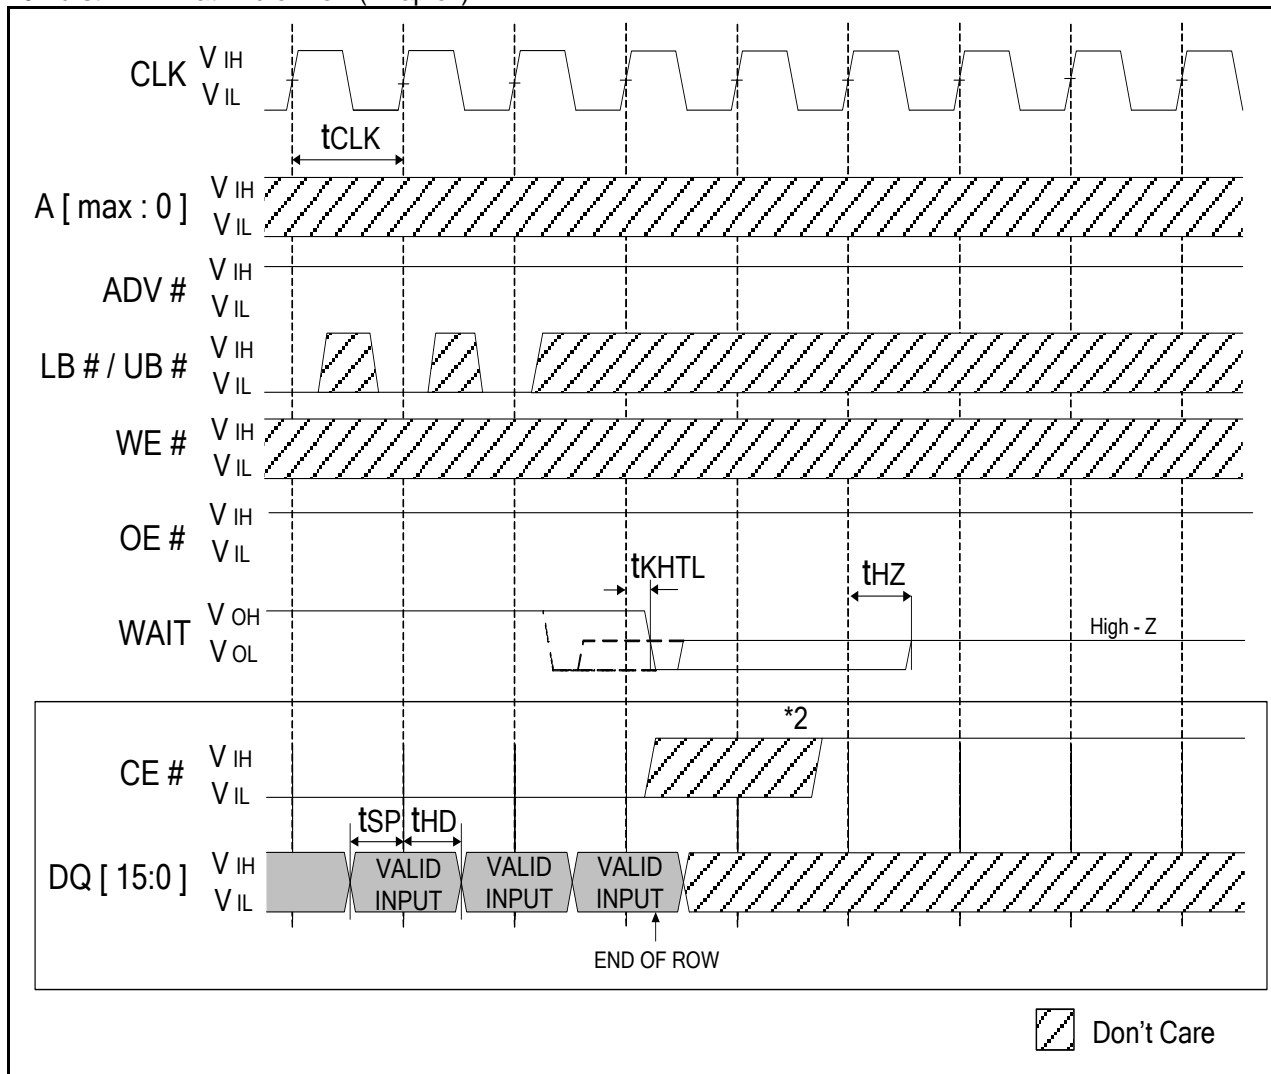 CLK V IH
V IL
tCLK
A [ max : 0 ] V IH
V IL
ADV # V IH
V IL
LB # / UB # V IH
V IL
WE # V IH
V IL
OE # V IH
V IL
tKHTL tHZ
WAIT V OH
V OL
High - Z
*2
CE # V IH
V IL
tSP tHD
DQ [ 15:0 ] V IH
V IL
VALID INPUT
VALID INPUT
VALID INPUT
END OF ROW
Don't Care